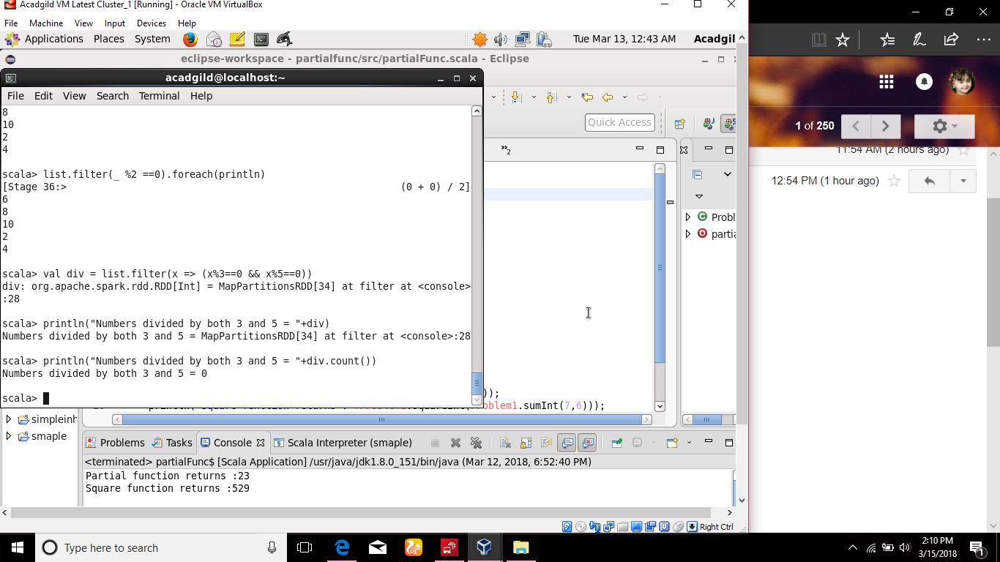 Acadgild VM Latest Cluster_1 [Running] - Oracle VM VirtualBox
File Machine View Input Devices Help
Applications Places System Tue Mar 13, 12:43 AM Acadgil
eclipse-workspace - partialfunc/src/partialFunc.scala - Eclipse
acadgild@localhost:~
File Edit View Search Terminal Help
Quick Access
8
10
2
4
scala> list.filter(_ %2 ==0).foreach(println)
[Stage 36:> (0 + 0) / 2]
6
8
10
2
4
scala> val div = list.filter(x => (x%3==0 && x%5==0))
div: org.apache.spark.rdd.RDD[Int] = MapPartitionsRDD[34] at filter at <console>
:28
scala> println("Numbers divided by both 3 and 5 = "+div)
Numbers divided by both 3 and 5 = MapPartitionsRDD[34] at filter at <console>:28
scala> println("Numbers divided by both 3 and 5 = "+div.count())
Numbers divided by both 3 and 5 = 0
scala>
»2
Probl
partia
));
oblem1.sumInt(7,6)));
simpleinh
smaple
Problems Tasks Console Scala Interpreter (smaple)
<terminated> partialFunc$ [Scala Application] /usr/java/jdk1.8.0_151/bin/java (Mar 12, 2018, 6:52:40 PM)
Partial function returns :23
Square function returns :529
Right Ctrl
1 of 250
11:54 AM (2 hours ago)
12:54 PM (1 hour ago)
Type here to search
2:10 PM
3/15/2018
1